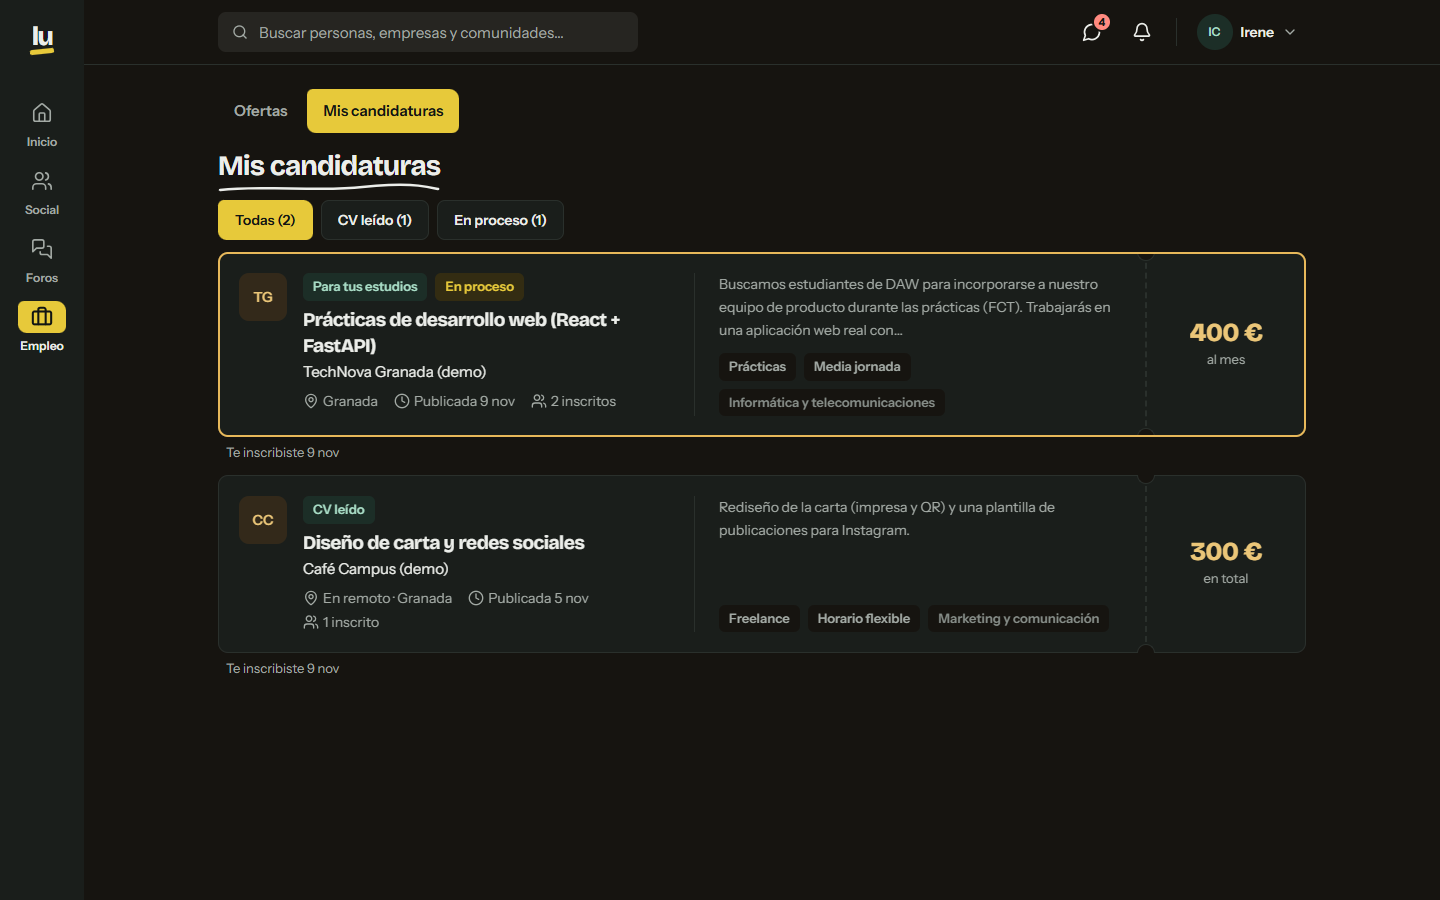 lu
Buscar personas, empresas y comunidades...
4
IC
Irene
Inicio
Social
Foros
Empleo
Ofertas
Mis candidaturas
Mis candidaturas
Todas (2)
CV leído (1)
En proceso (1)
TG
Para tus estudios
En proceso
Prácticas de desarrollo web (React +
FastAPI)
TechNova Granada (demo)
Granada
Publicada 9 nov
2 inscritos
Buscamos estudiantes de DAW para incorporarse a nuestro
equipo de producto durante las prácticas (FCT). Trabajarás en
una aplicación web real con...
Prácticas
Media jornada
Informática y telecomunicaciones
400 €
al mes
Te inscribiste 9 nov
CC
CV leído
Diseño de carta y redes sociales
Café Campus (demo)
En remoto · Granada
Publicada 5 nov
1 inscrito
Rediseño de la carta (impresa y QR) y una plantilla de
publicaciones para Instagram.
Freelance
Horario flexible
Marketing y comunicación
300 €
en total
Te inscribiste 9 nov